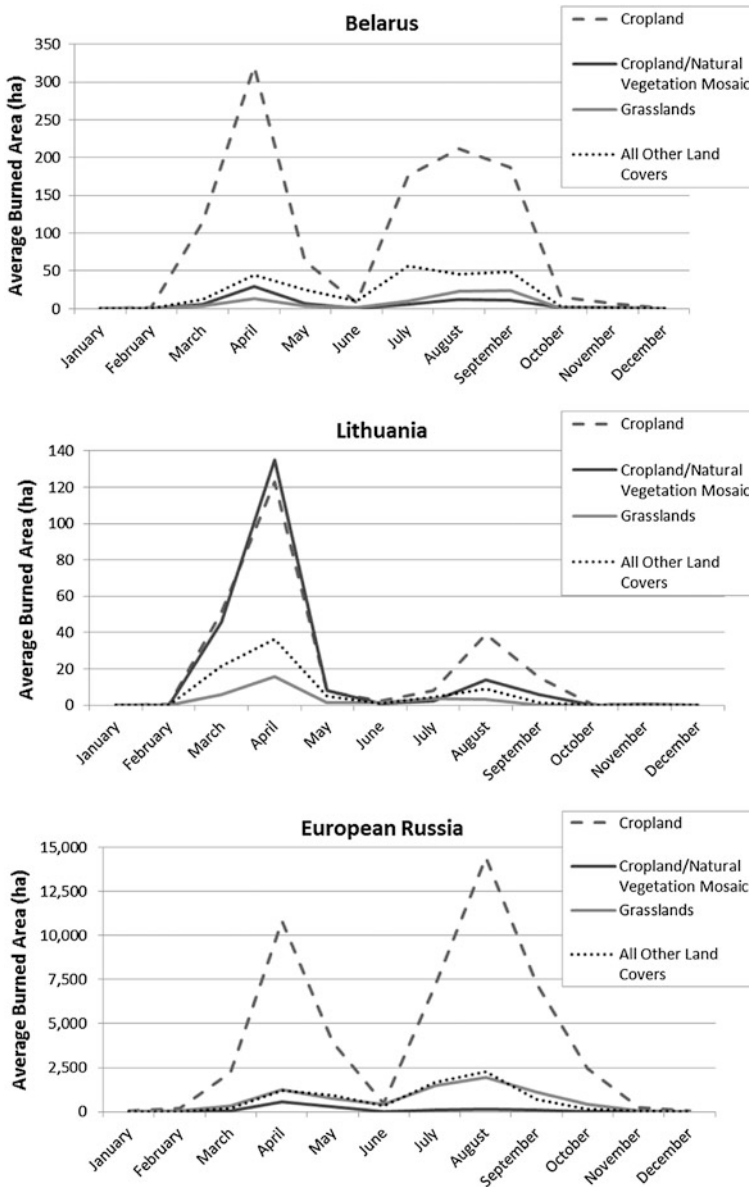 Belarus
Average Burned Area (ha)
350
300
250
200
150
100
50
0
January
February
March
April
May
June
July
August
September
October
November
December
Cropland
Cropland/Natural
Vegetation Mosaic
Grasslands
All Other Land
Covers
Lithuania
Average Burned Area (ha)
140
120
100
80
60
40
20
0
January
February
March
April
May
June
July
August
September
October
November
December
Cropland
Cropland/Natural
Vegetation Mosaic
Grasslands
All Other Land
Covers
European Russia
Average Burned Area (ha)
15,000
12,500
10,000
7,500
5,000
2,500
0
January
February
March
April
May
June
July
August
September
October
November
December
Cropland
Cropland/Natural
Vegetation Mosaic
Grasslands
All Other Land
Covers